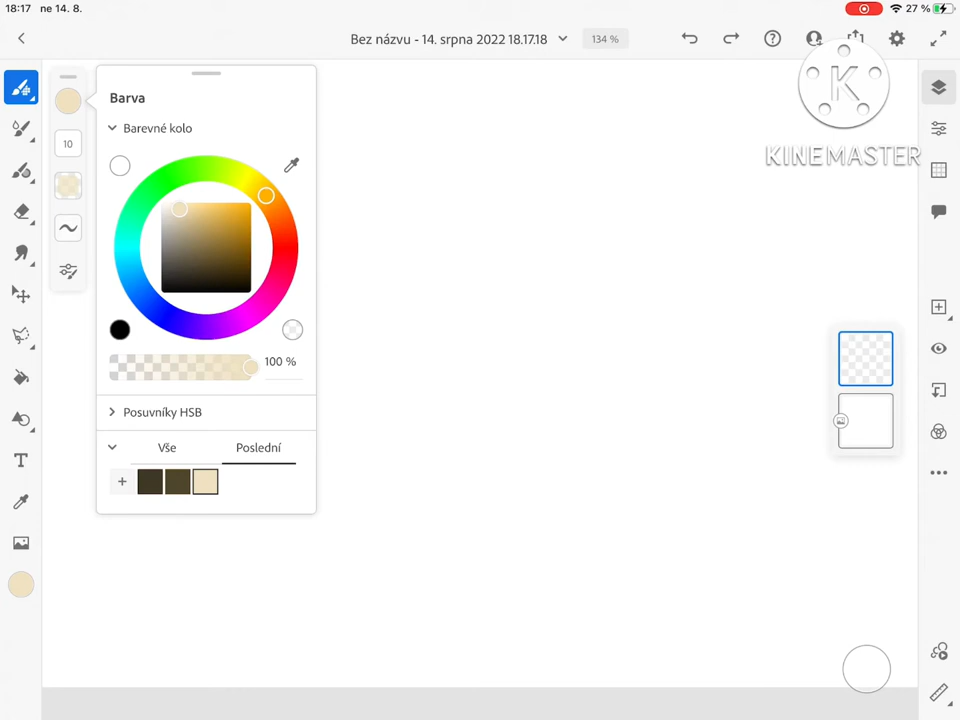 18:17 ne 14. 8.
27 %
Bez názvu - 14. srpna 2022 18.17.18
134 %
K
KINEMASTER
Barva
Barevné kolo
10
100 %
Posuvníky HSB
Vše
Poslední